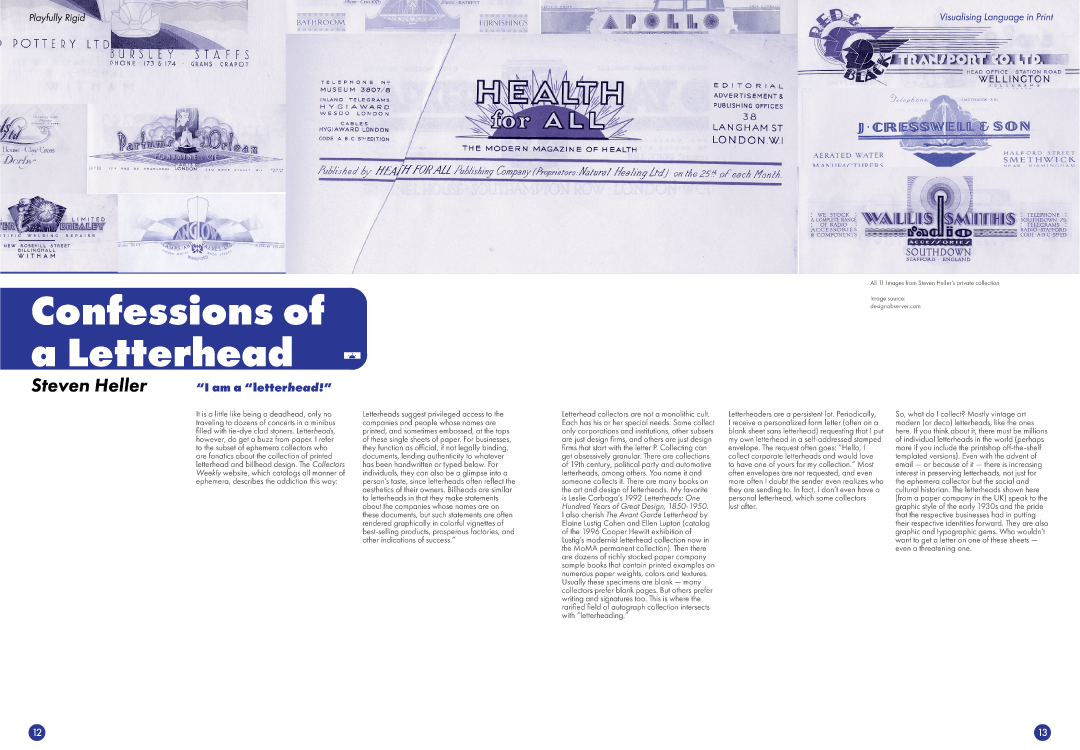 Playfully Rigid
Visualising Language in Print
POTTERY LTD
BURSLEY STAFFS
PHONE 173 & 174 · GRAMS CRAPOT
BATHROOM
FURNISHINGS
APOLLO
TELEPHONE Nº
MUSEUM 3807/8
INLAND TELEGRAMS
HYGIAWARD
WESDO LONDON
CABLES
HYGIAWARD LONDON
CODE A.B.C 5TH EDITION
HEALTH
for ALL
THE MODERN MAGAZINE OF HEALTH
EDITORIAL
ADVERTISEMENT &
PUBLISHING OFFICES
38
LANGHAM ST
LONDON.W.1
Published by HEALTH FOR ALL Publishing Company (Proprietors: Natural Healing Ltd) on the 25th of each Month.
RED &
BLACK
TRANSPORT CO. LTD.
HEAD OFFICE · STATION ROAD
WELLINGTON
TELEGRAMS
Telephone
J · CRESSWELL & SON
AERATED WATER
MANUFACTURERS
HALFORD STREET
SMETHWICK
NEAR BIRMINGHAM
WE STOCK
A COMPLETE RANGE
OF RADIO
ACCESSORIES
& COMPONENTS
WALLIS SMITHS
radio
ACCESSORIES
SOUTHDOWN
STAFFORD · ENGLAND
TELEPHONE
TELEGRAMS
Parfums D'Orlean
LONDON
LIMITED
BREALEY
WELDING REPAIRS
NEW ROSEHILL STREET
BILLINGHALL
WITHAM
ANGLOW
All 11 Images from Steven Heller's private collection
Image source:
designobserver.com
Confessions of
a Letterhead
Steven Heller
“I am a “letterhead!”
It is a little like being a deadhead, only no
traveling to dozens of concerts in a minibus
filled with tie-dye clad stoners. Letterheads,
however, do get a buzz from paper. I refer
to the subset of ephemera collectors who
are fanatics about the collection of printed
letterhead and billhead design. The Collectors
Weekly website, which catalogs all manner of
ephemera, describes the addiction this way:
Letterheads suggest privileged access to the
companies and people whose names are
printed, and sometimes embossed, at the tops
of these single sheets of paper. For businesses,
they function as official, if not legally binding,
documents, lending authenticity to whatever
has been handwritten or typed below. For
individuals, they can also be a glimpse into a
person's taste, since letterheads often reflect the
aesthetics of their owners. Billheads are similar
to letterheads in that they make statements
about the companies whose names are on
these documents, but such statements are often
rendered graphically in colorful vignettes of
best-selling products, prosperous factories, and
other indications of success.”
Letterhead collectors are not a monolithic cult.
Each has his or her special needs. Some collect
only corporations and institutions, other subsets
are just design firms, and others are just design
firms that start with the letter P. Collecting can
get obsessively granular. There are collections
of 19th century, political party and automotive
letterheads, among others. You name it and
someone collects it. There are many books on
the art and design of letterheads. My favorite
is Leslie Carbaga's 1992 Letterheads: One
Hundred Years of Great Design, 1850-1950.
I also cherish The Avant Garde Letterhead by
Elaine Lustig Cohen and Ellen Lupton (catalog
of the 1996 Cooper Hewitt exhibition of
Lustig's modernist letterhead collection now in
the MoMA permanent collection). Then there
are dozens of richly stocked paper company
sample books that contain printed examples on
numerous paper weights, colors and textures.
Usually these specimens are blank — many
collectors prefer blank pages. But others prefer
writing and signatures too. This is where the
rarified field of autograph collection intersects
with “letterheading.”
Letterheaders are a persistent lot. Periodically,
I receive a personalized form letter (often on a
blank sheet sans letterhead) requesting that I put
my own letterhead in a self-addressed stamped
envelope. The request often goes: “Hello, I
collect corporate letterheads and would love
to have one of yours for my collection.” Most
often envelopes are not requested, and even
more often I doubt the sender even realizes who
they are sending to. In fact, I don't even have a
personal letterhead, which some collectors
lust after.
So, what do I collect? Mostly vintage art
modern (or deco) letterheads, like the ones
here. If you think about it, there must be millions
of individual letterheads in the world (perhaps
more if you include the printshop off-the-shelf
templated versions). Even with the advent of
email — or because of it — there is increasing
interest in preserving letterheads, not just for
the ephemera collector but the social and
cultural historian. The letterheads shown here
(from a paper company in the UK) speak to the
graphic style of the early 1930s and the pride
that the respective businesses had in putting
their respective identities forward. They are also
graphic and typographic gems. Who wouldn't
want to get a letter on one of these sheets —
even a threatening one.
12
13